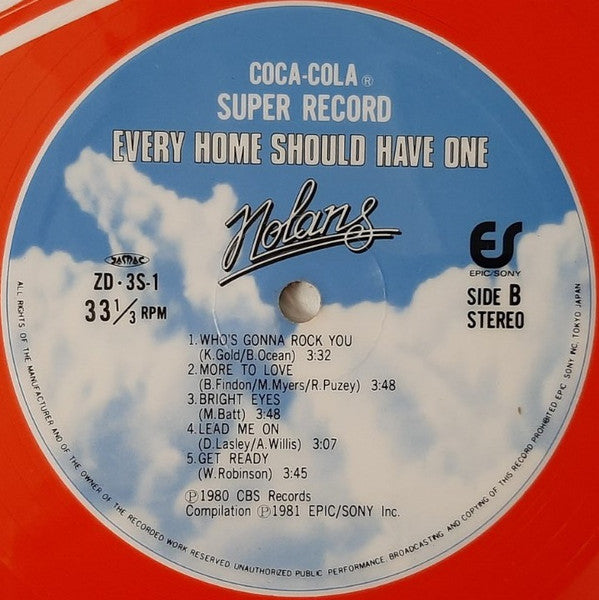 COCA-COLA ®
SUPER RECORD
EVERY HOME SHOULD HAVE ONE
Nolans
ES
EPIC/SONY
JASRAC
ZD・3S-1
33 1/3 RPM
SIDE B
STEREO
1. WHO'S GONNA ROCK YOU
(K.Gold/B.Ocean) 3:32
2. MORE TO LOVE
(B.Findon/M.Myers/R.Puzey) 3:48
3. BRIGHT EYES
(M.Batt) 3:48
4. LEAD ME ON
(D.Lasley/A.Willis) 3:07
5. GET READY
(W.Robinson) 3:45
Ⓟ1980 CBS Records
Compilation Ⓟ1981 EPIC/SONY Inc.
ALL RIGHTS OF THE MANUFACTURER AND OF THE OWNER OF THE RECORDED WORK RESERVED. UNAUTHORIZED PUBLIC PERFORMANCE, BROADCASTING AND COPYING OF THIS RECORD PROHIBITED EPIC SONY INC. TOKYO JAPAN